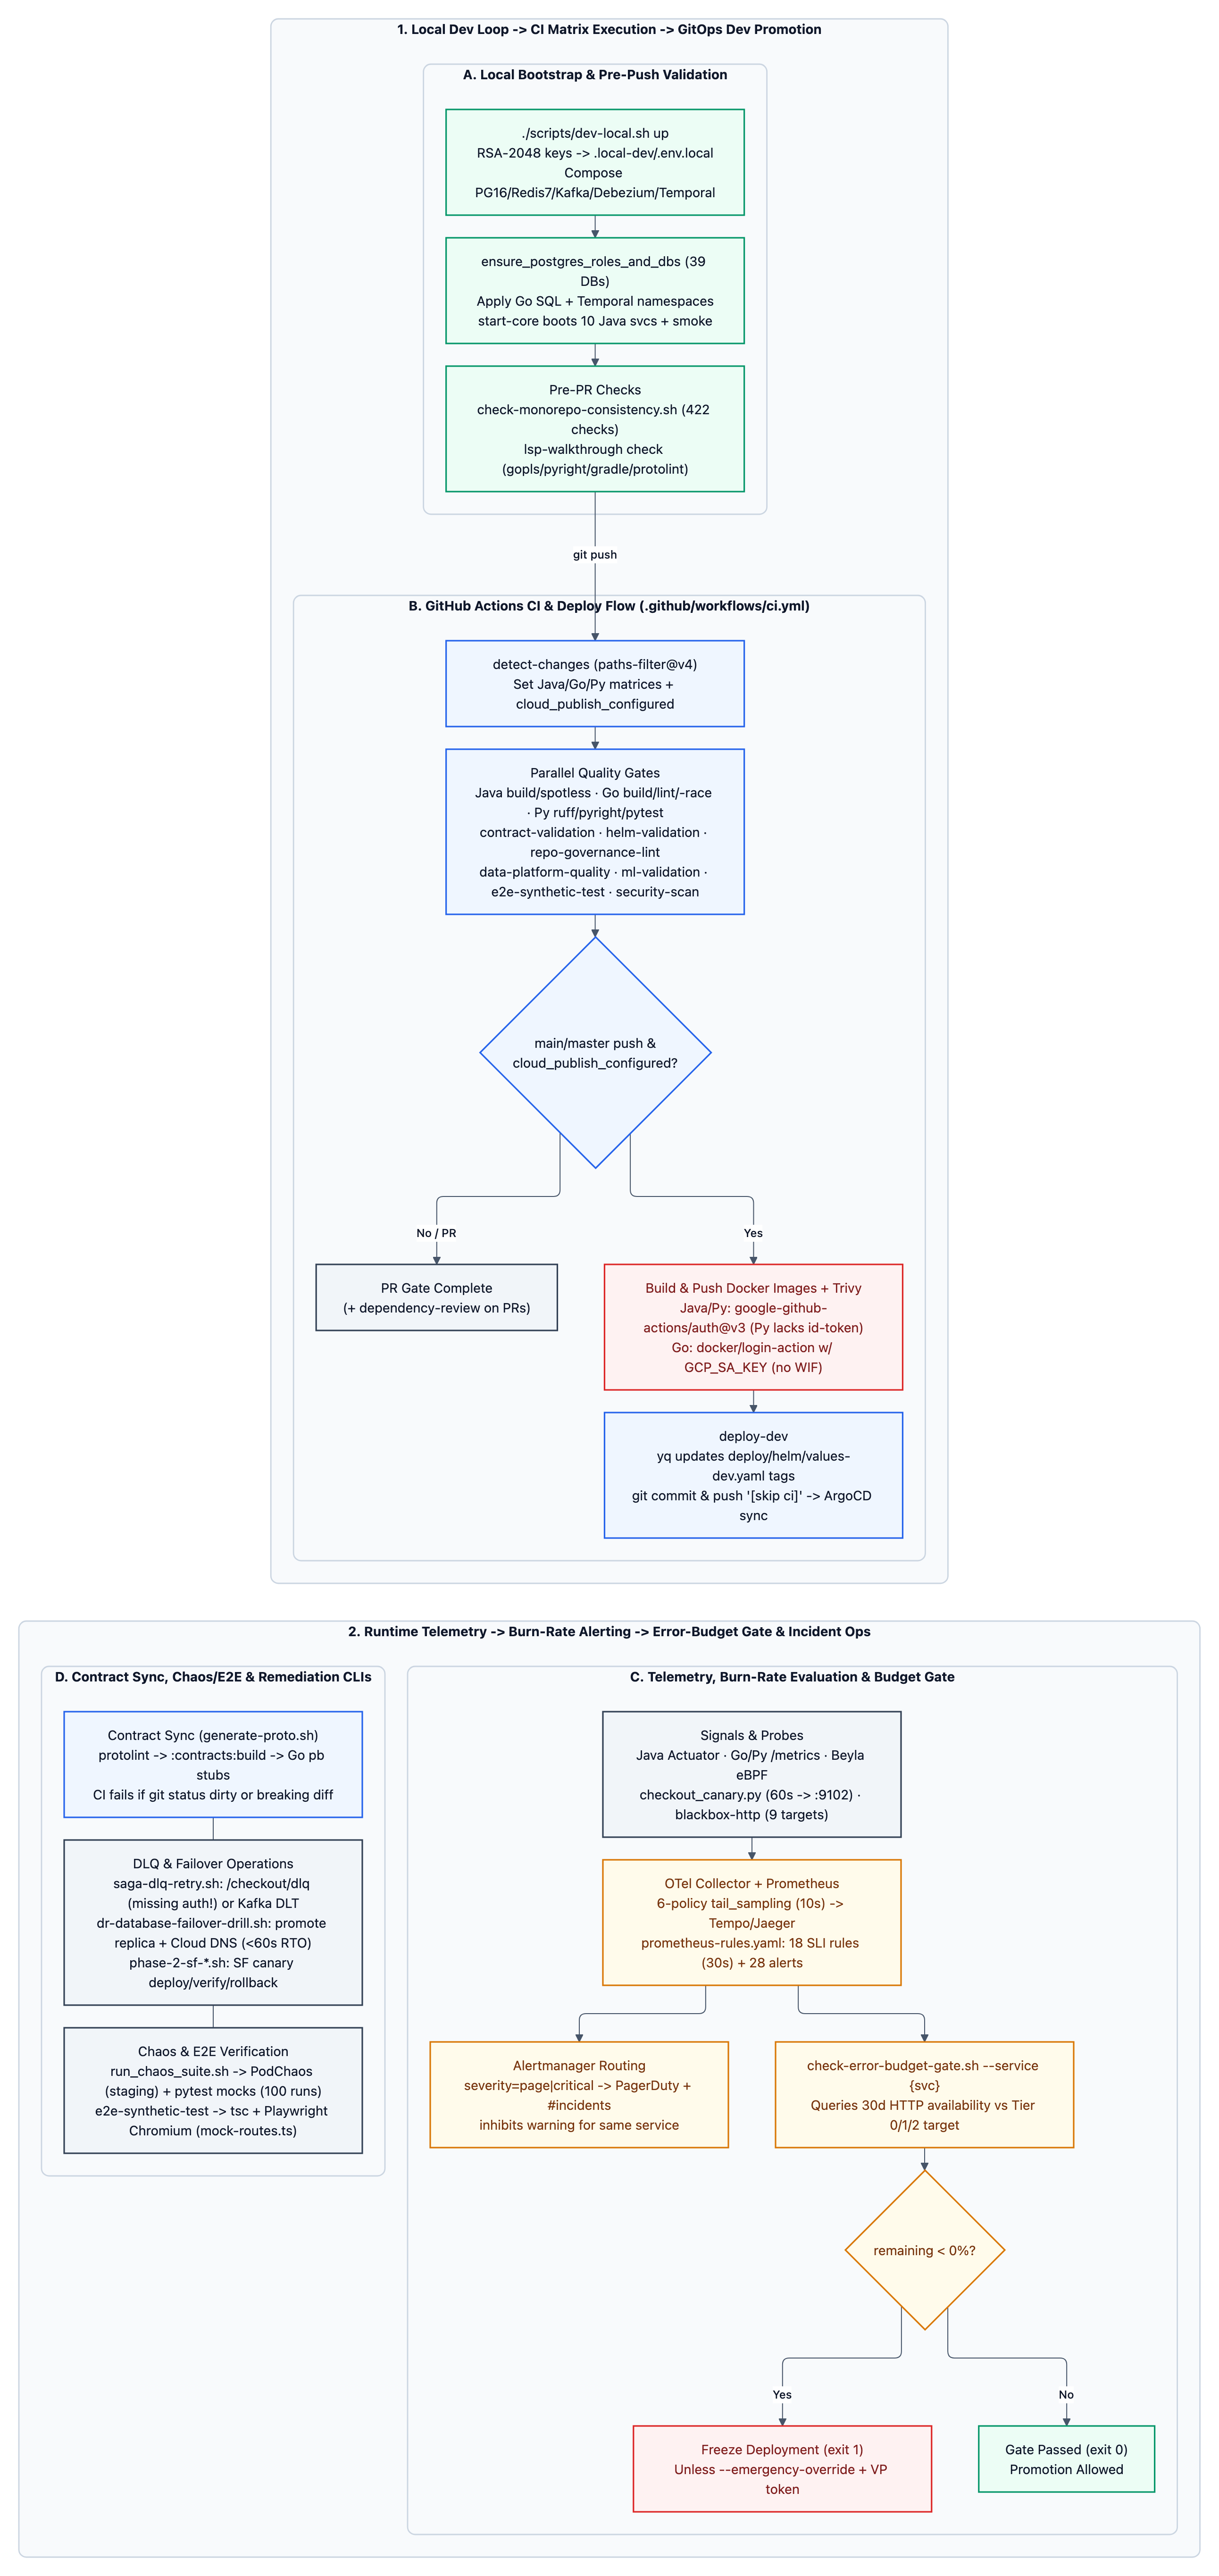 1. Local Dev Loop -> CI Matrix Execution -> GitOps Dev Promotion
A. Local Bootstrap & Pre-Push Validation
./scripts/dev-local.sh up
RSA-2048 keys -> .local-dev/.env.local
Compose
PG16/Redis7/Kafka/Debezium/Temporal
ensure_postgres_roles_and_dbs (39
DBs)
Apply Go SQL + Temporal namespaces
start-core boots 10 Java svcs + smoke
Pre-PR Checks
check-monorepo-consistency.sh (422
checks)
lsp-walkthrough check
(gopls/pyright/gradle/protolint)
git push
B. GitHub Actions CI & Deploy Flow (.github/workflows/ci.yml)
detect-changes (paths-filter@v4)
Set Java/Go/Py matrices +
cloud_publish_configured
Parallel Quality Gates
Java build/spotless · Go build/lint/-race
· Py ruff/pyright/pytest
contract-validation · helm-validation ·
repo-governance-lint
data-platform-quality · ml-validation ·
e2e-synthetic-test · security-scan
main/master push &
cloud_publish_configured?
No / PR
Yes
PR Gate Complete
(+ dependency-review on PRs)
Build & Push Docker Images + Trivy
Java/Py: google-github-
actions/auth@v3 (Py lacks id-token)
Go: docker/login-action w/
GCP_SA_KEY (no WIF)
deploy-dev
yq updates deploy/helm/values-
dev.yaml tags
git commit & push '[skip ci]' -> ArgoCD
sync
2. Runtime Telemetry -> Burn-Rate Alerting -> Error-Budget Gate & Incident Ops
D. Contract Sync, Chaos/E2E & Remediation CLIs
Contract Sync (generate-proto.sh)
protolint -> :contracts:build -> Go pb
stubs
CI fails if git status dirty or breaking diff
DLQ & Failover Operations
saga-dlq-retry.sh: /checkout/dlq
(missing auth!) or Kafka DLT
dr-database-failover-drill.sh: promote
replica + Cloud DNS (<60s RTO)
phase-2-sf-*.sh: SF canary
deploy/verify/rollback
Chaos & E2E Verification
run_chaos_suite.sh -> PodChaos
(staging) + pytest mocks (100 runs)
e2e-synthetic-test -> tsc + Playwright
Chromium (mock-routes.ts)
C. Telemetry, Burn-Rate Evaluation & Budget Gate
Signals & Probes
Java Actuator · Go/Py /metrics · Beyla
eBPF
checkout_canary.py (60s -> :9102) ·
blackbox-http (9 targets)
OTel Collector + Prometheus
6-policy tail_sampling (10s) ->
Tempo/Jaeger
prometheus-rules.yaml: 18 SLI rules
(30s) + 28 alerts
Alertmanager Routing
severity=page|critical -> PagerDuty +
#incidents
inhibits warning for same service
check-error-budget-gate.sh --service
{svc}
Queries 30d HTTP availability vs Tier
0/1/2 target
remaining < 0%?
Yes
No
Freeze Deployment (exit 1)
Unless --emergency-override + VP
token
Gate Passed (exit 0)
Promotion Allowed